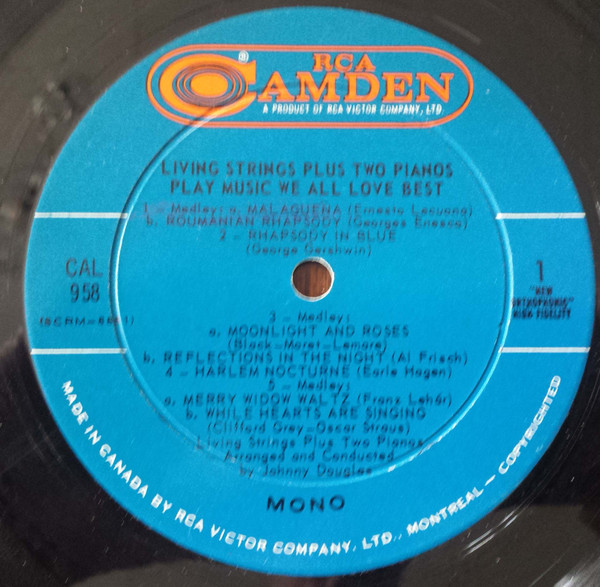 RCA
CAMDEN
®
A PRODUCT OF RCA VICTOR COMPANY, LTD.
LIVING STRINGS PLUS TWO PIANOS
PLAY MUSIC WE ALL LOVE BEST
1 – Medley: a. MALAGUENA (Ernesto Lecuona)
b. ROUMANIAN RHAPSODY (Georges Enesco)
2 – RHAPSODY IN BLUE
(George Gershwin)
CAL
958
1
"NEW
ORTHOPHONIC"
HIGH FIDELITY
3 – Medley:
a. MOONLIGHT AND ROSES
(Black–Moret–Lemare)
b. REFLECTIONS IN THE NIGHT (Al Frisch)
4 – HARLEM NOCTURNE (Earle Hagen)
5 – Medley:
a. MERRY WIDOW WALTZ (Franz Lehár)
b. WHILE HEARTS ARE SINGING
(Clifford Grey–Oscar Straus)
Living Strings Plus Two Pianos
Arranged and Conducted
by Johnny Douglas
MONO
MADE IN CANADA BY RCA VICTOR COMPANY, LTD., MONTREAL – COPYRIGHTED